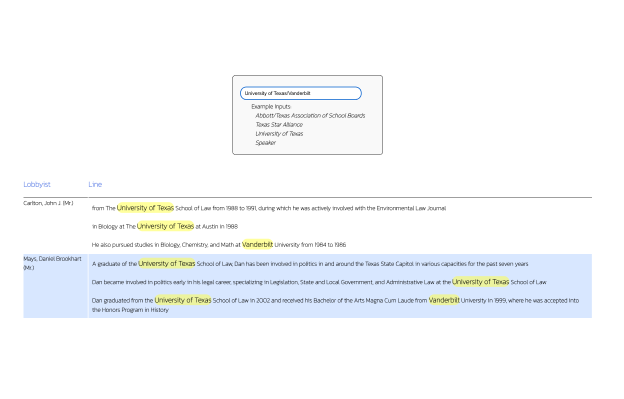 University of Texas/Vanderbilt
Example Inputs
Abbott/Texas Association of School Boards
Texas Star Alliance
University of Texas
Speaker
Lobbyist Line
Carlton, John J. (Mr.)
from The University of Texas School of Law from 1988 to 1991, during which he was actively involved with the Environmental Law Journal
in Biology at The University of Texas at Austin in 1988
He also pursued studies in Biology, Chemistry, and Math at Vanderbilt University from 1984 to 1986
Mays, Daniel Brookhart
(Mr.)
A graduate of the University of Texas School of Law, Dan has been involved in politics in and around the Texas State Capitol in various capacities for the past seven years
Dan became involved in politics early in his legal career, specializing in Legislation, State and Local Government, and Administrative Law at the University of Texas School of Law
Dan graduated from the University of Texas School of Law in 2002 and received his Bachelor of the Arts Magna Cum Laude from Vanderbilt University in 1999, where he was accepted into
the Honors Program in History